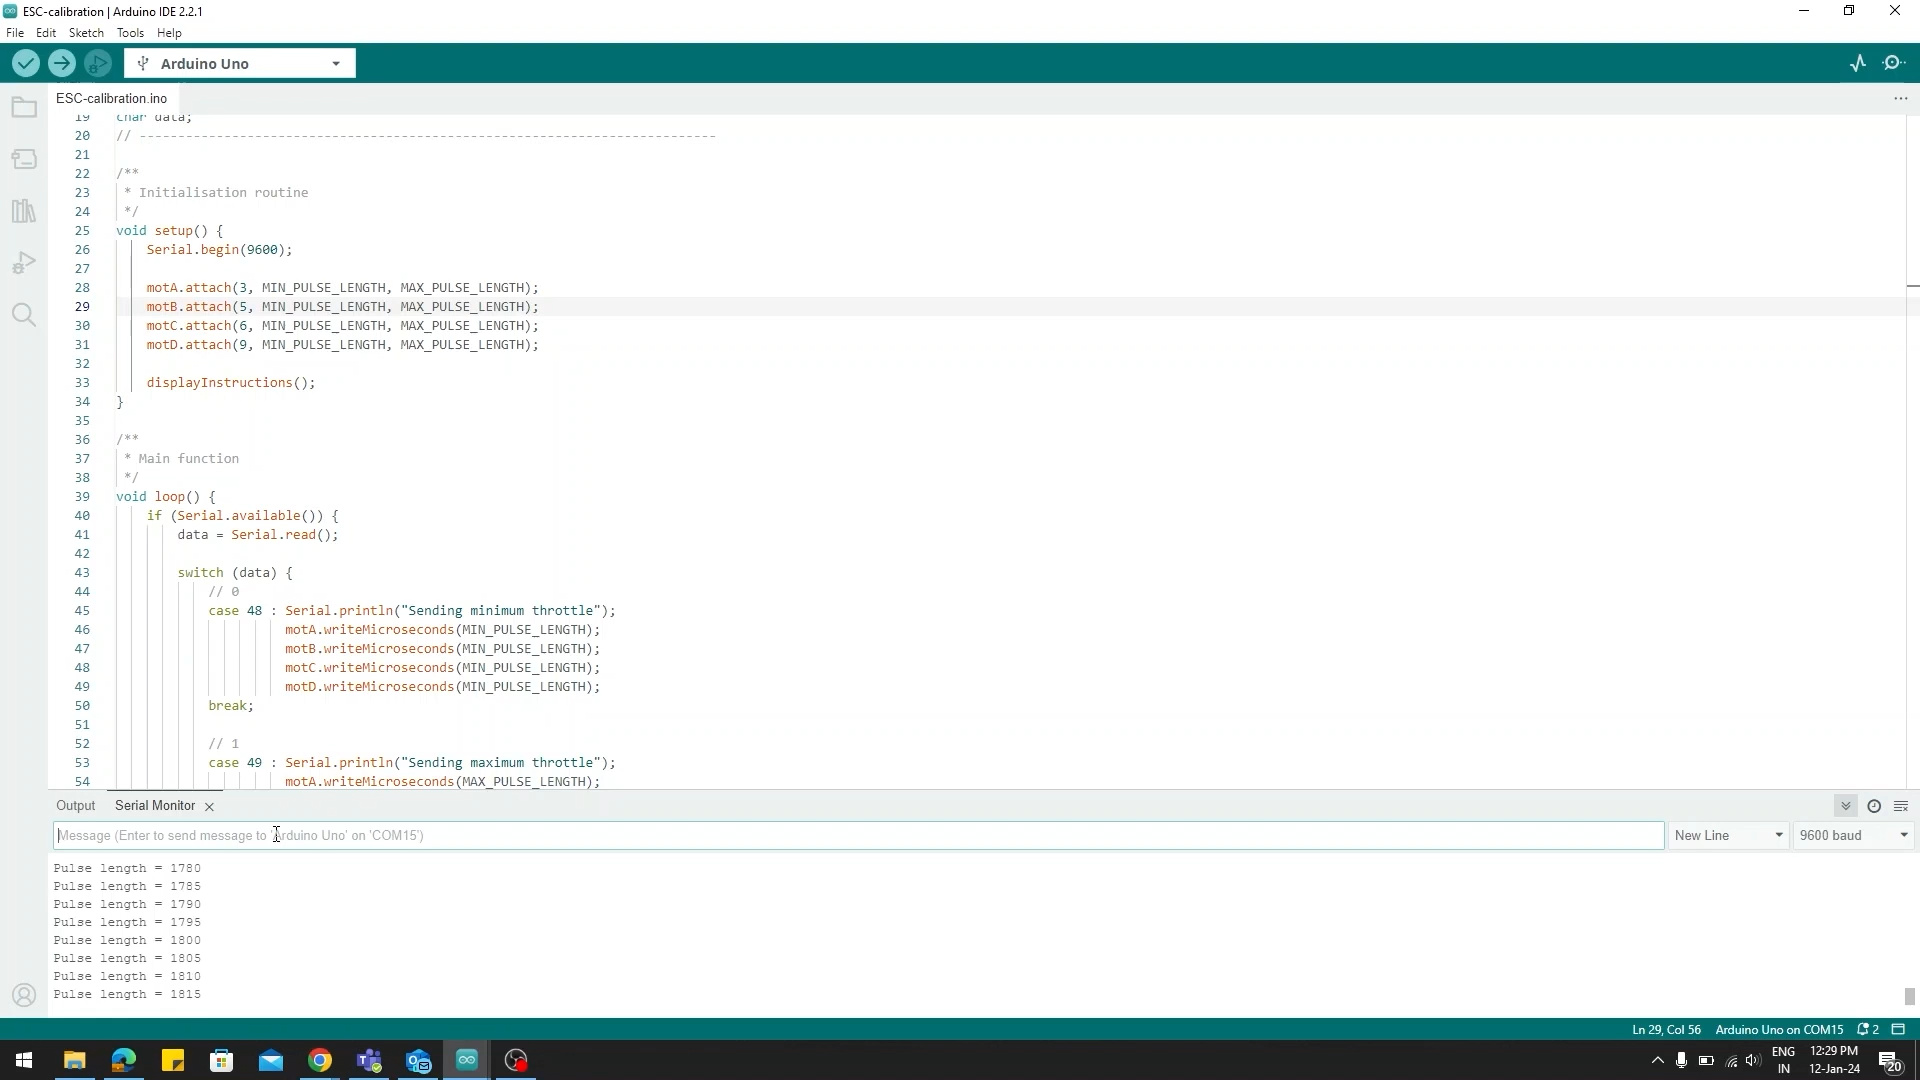 ESC-calibration | Arduino IDE 2.2.1
File Edit Sketch Tools Help
Arduino Uno
ESC-calibration.ino
19 char data;
20 // ---------------------------------------------------------------------------
21
22 /**
23 * Initialisation routine
24 */
25 void setup() {
26 Serial.begin(9600);
27
28 motA.attach(3, MIN_PULSE_LENGTH, MAX_PULSE_LENGTH);
29 motB.attach(5, MIN_PULSE_LENGTH, MAX_PULSE_LENGTH);
30 motC.attach(6, MIN_PULSE_LENGTH, MAX_PULSE_LENGTH);
31 motD.attach(9, MIN_PULSE_LENGTH, MAX_PULSE_LENGTH);
32
33 displayInstructions();
34 }
35
36 /**
37 * Main function
38 */
39 void loop() {
40 if (Serial.available()) {
41 data = Serial.read();
42
43 switch (data) {
44 // 0
45 case 48 : Serial.println("Sending minimum throttle");
46 motA.writeMicroseconds(MIN_PULSE_LENGTH);
47 motB.writeMicroseconds(MIN_PULSE_LENGTH);
48 motC.writeMicroseconds(MIN_PULSE_LENGTH);
49 motD.writeMicroseconds(MIN_PULSE_LENGTH);
50 break;
51
52 // 1
53 case 49 : Serial.println("Sending maximum throttle");
54 motA.writeMicroseconds(MAX_PULSE_LENGTH);
Output Serial Monitor
Message (Enter to send message to 'Arduino Uno' on 'COM15') New Line 9600 baud
Pulse length = 1780
Pulse length = 1785
Pulse length = 1790
Pulse length = 1795
Pulse length = 1800
Pulse length = 1805
Pulse length = 1810
Pulse length = 1815
Ln 29, Col 56 Arduino Uno on COM15 2
ENG 12:29 PM
IN 12-Jan-24 20